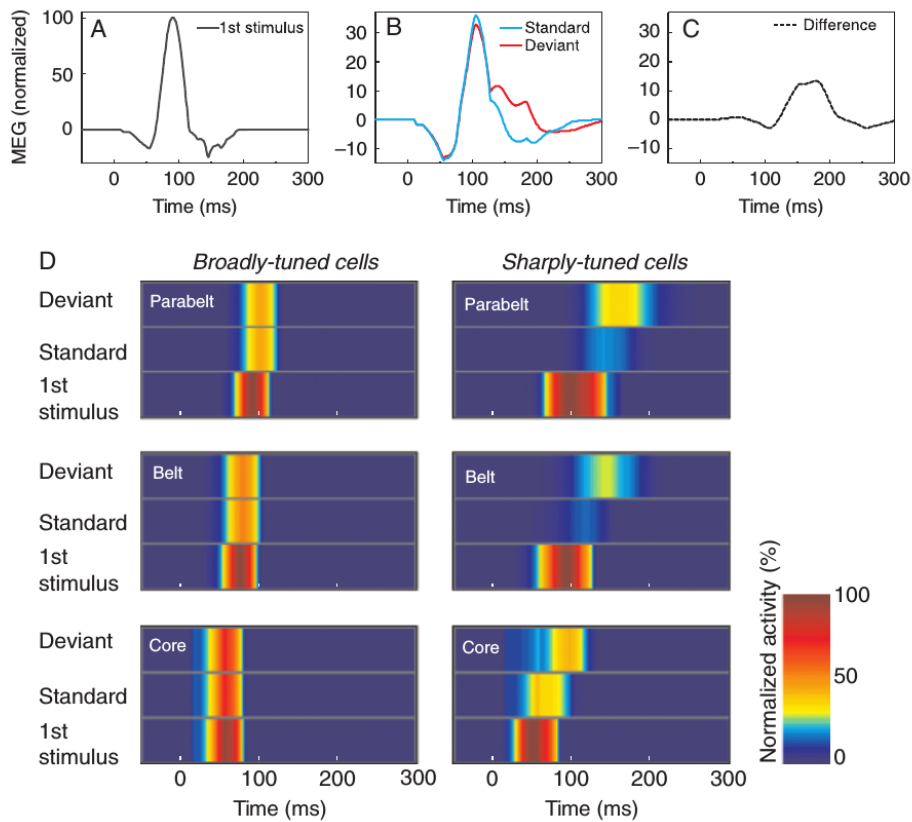 A
1st stimulus
MEG (normalized)
100
50
0
0 100 200 300
Time (ms)
B
Standard
Deviant
30
20
10
0
−10
0 100 200 300
Time (ms)
C
Difference
30
20
10
0
−10
0 100 200 300
Time (ms)
D
Broadly-tuned cells
Sharply-tuned cells
Deviant
Standard
1st
stimulus
Parabelt
Parabelt
Deviant
Standard
1st
stimulus
Belt
Belt
Deviant
Standard
1st
stimulus
Core
Core
0 100 200 300
Time (ms)
0 100 200 300
Time (ms)
Normalized activity (%)
100
50
0